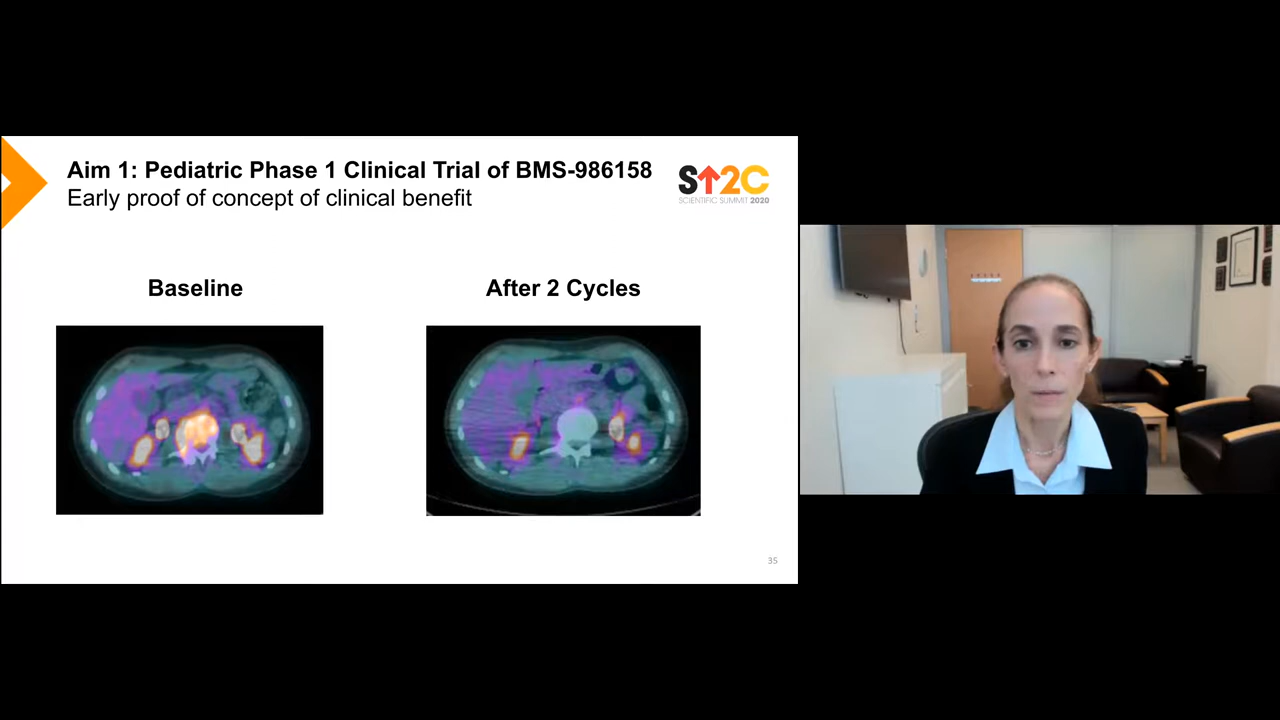 Aim 1: Pediatric Phase 1 Clinical Trial of BMS-986158
Early proof of concept of clinical benefit
S↑2C
SCIENTIFIC SUMMIT 2020
Baseline
After 2 Cycles
35